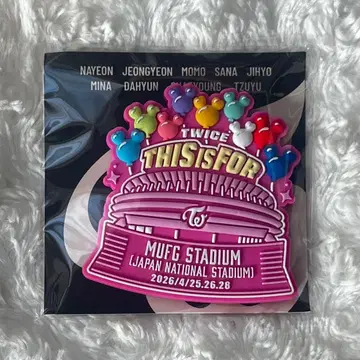 NAYEON JEONGYEON MOMO SANA JIHYO
MINA DAHYUN TZUYU
TWICE
THIS IS FOR
MUFG STADIUM
(JAPAN NATIONAL STADIUM)
2026/4/25.26.28